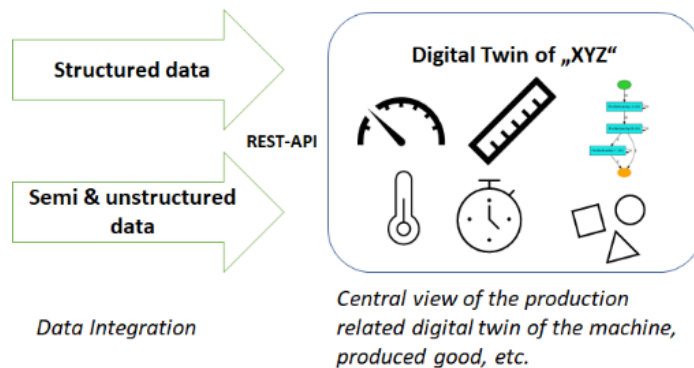 Structured data
Digital Twin of „XYZ“
REST-API
Semi & unstructured
data
Data Integration
Central view of the production
related digital twin of the machine,
produced good, etc.